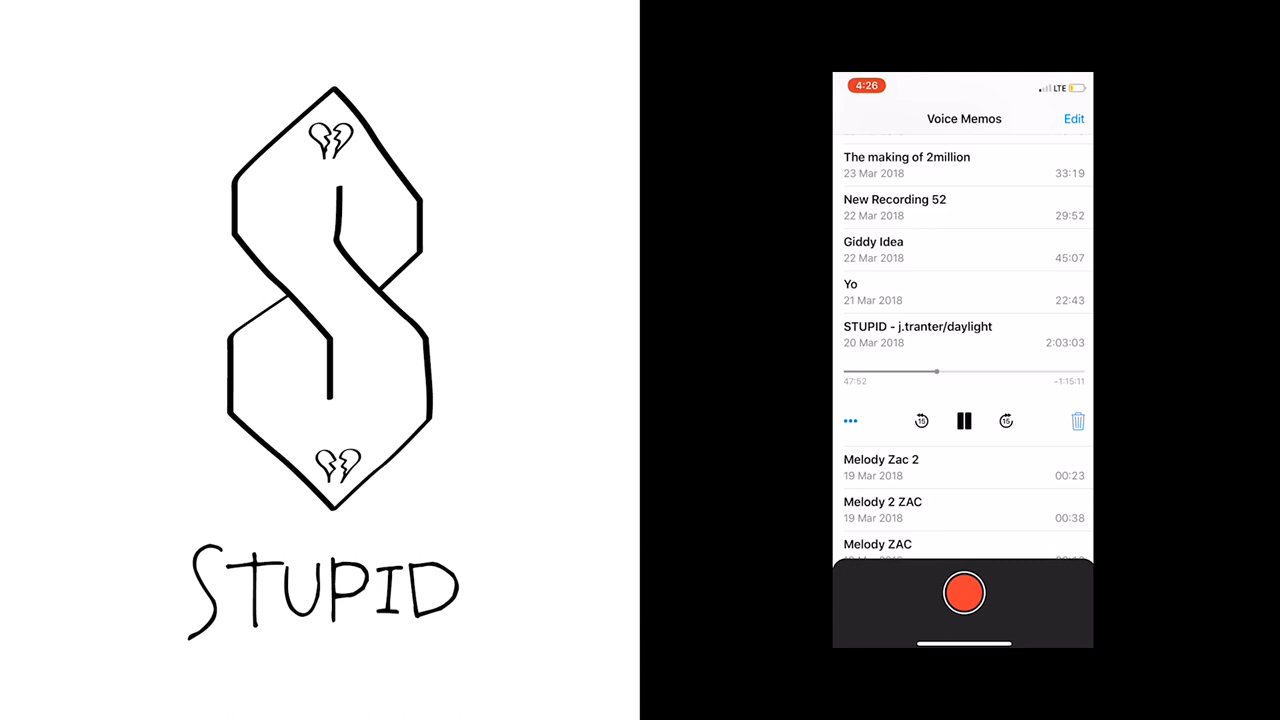 STUPID
4:26
LTE
Voice Memos
Edit
The making of 2million
23 Mar 2018
33:19
New Recording 52
22 Mar 2018
29:52
Giddy Idea
22 Mar 2018
45:07
Yo
21 Mar 2018
22:43
STUPID - j.tranter/daylight
20 Mar 2018
2:03:03
47:52
−1:15:11
15
15
Melody Zac 2
19 Mar 2018
00:23
Melody 2 ZAC
19 Mar 2018
00:38
Melody ZAC